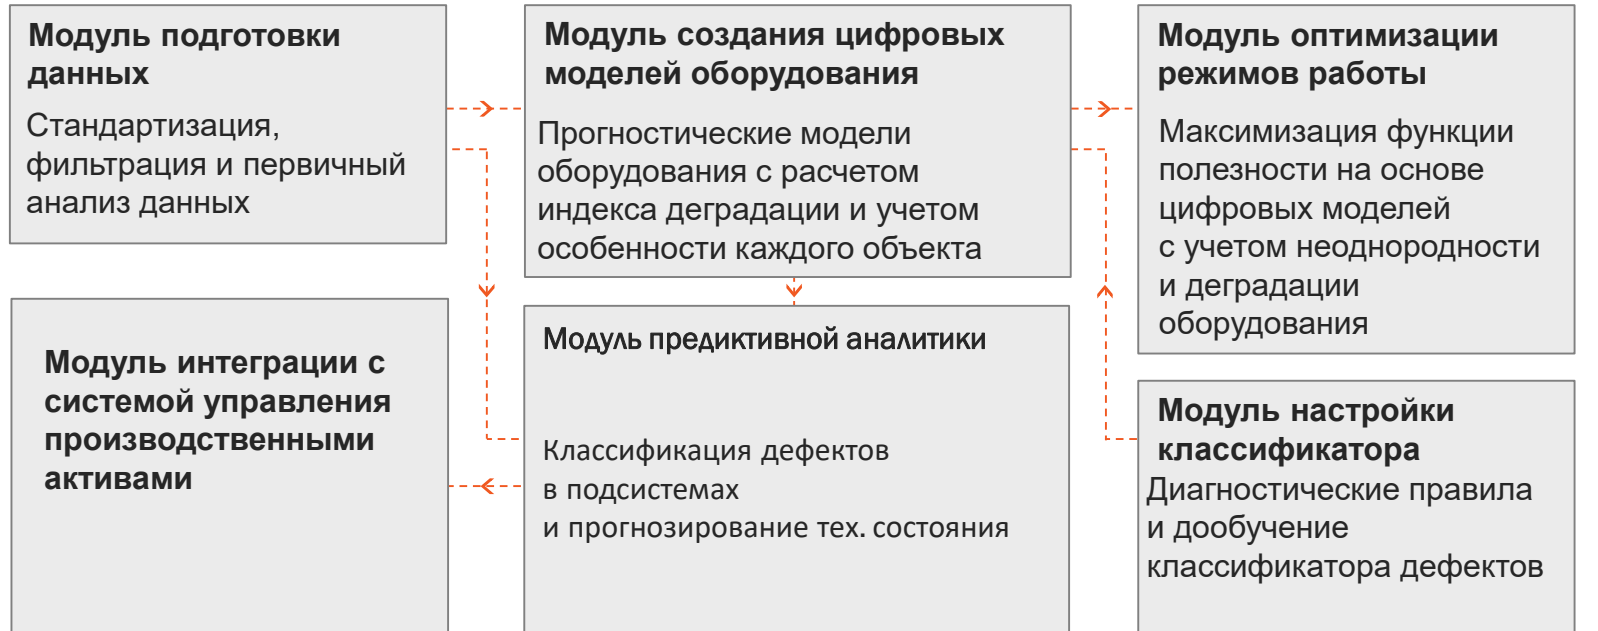 Модуль подготовки
данных
Стандартизация,
фильтрация и первичный
анализ данных
Модуль создания цифровых
моделей оборудования
Прогностические модели
оборудования с расчетом
индекса деградации и учетом
особенности каждого объекта
Модуль оптимизации
режимов работы
Максимизация функции
полезности на основе
цифровых моделей
с учетом неоднородности
и деградации
оборудования
Модуль интеграции с
системой управления
производственными
активами
Модуль предиктивной аналитики
Классификация дефектов
в подсистемах
и прогнозирование тех. состояния
Модуль настройки
классификатора
Диагностические правила
и дообучение
классификатора дефектов